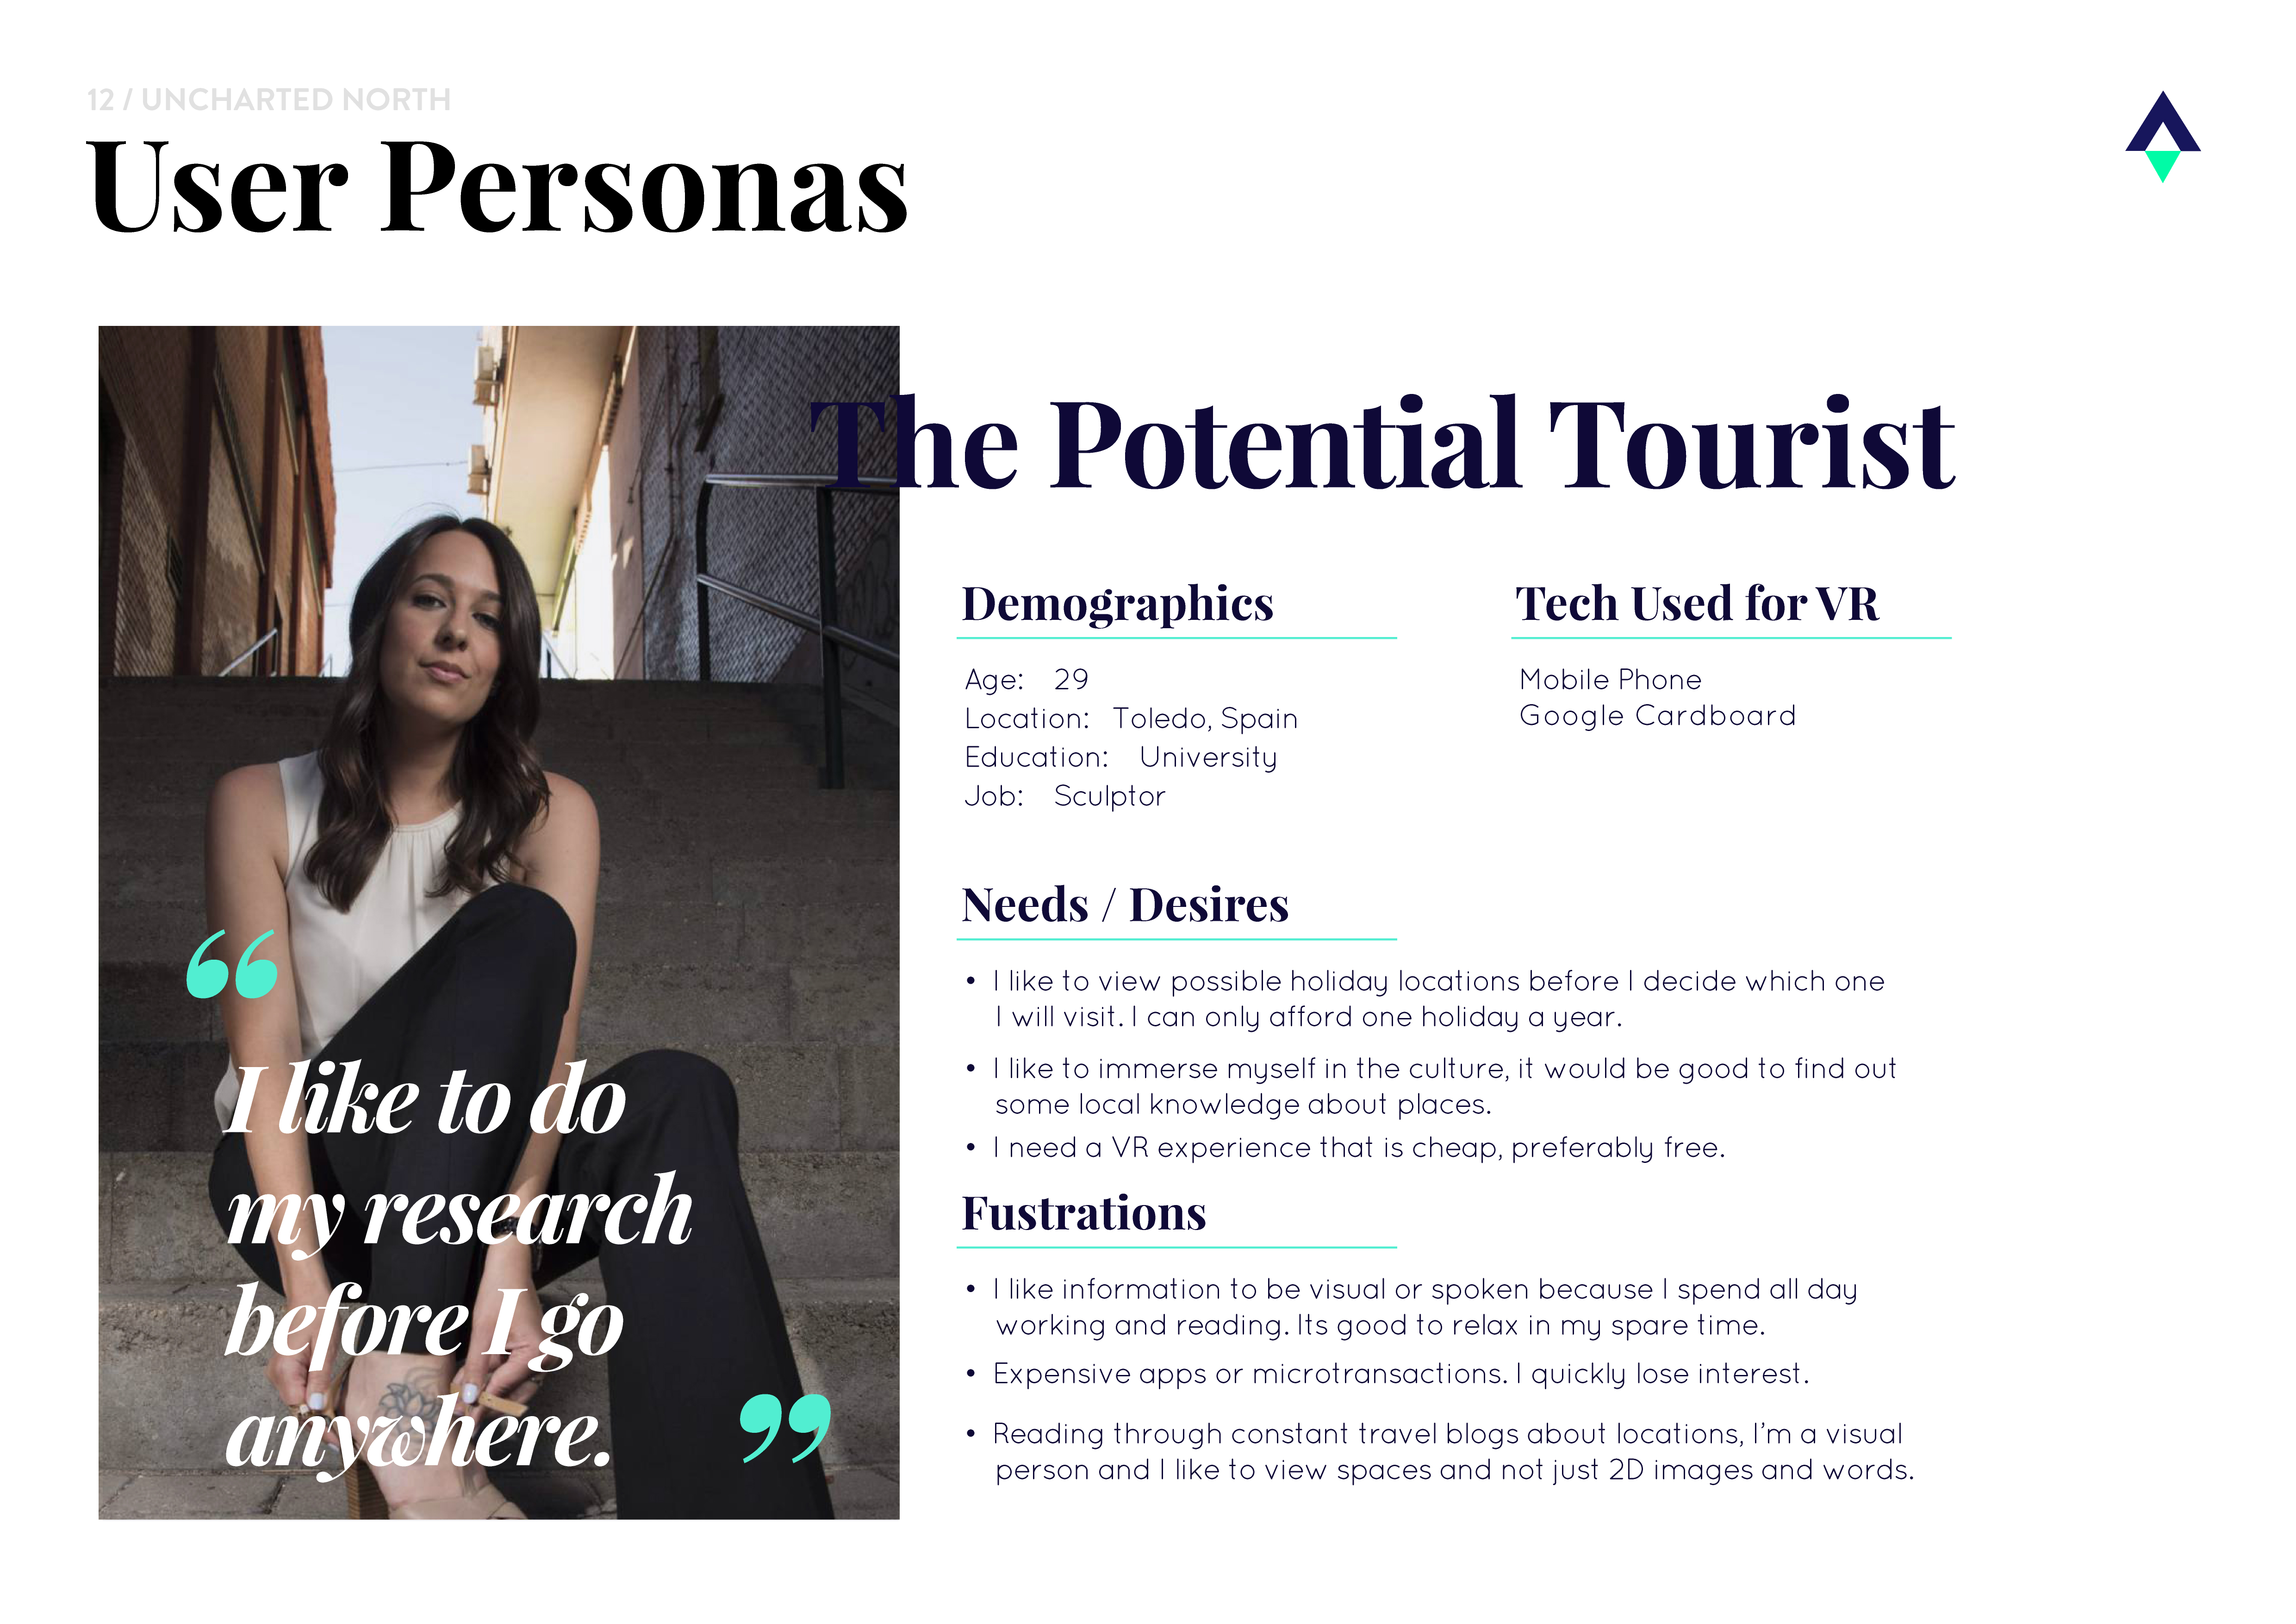 12 / UNCHARTED NORTH
User Personas
The Potential Tourist
Demographics
Age: 29
Location: Toledo, Spain
Education: University
Job: Sculptor
Tech Used for VR
Mobile Phone
Google Cardboard
Needs / Desires
• I like to view possible holiday locations before I decide which one
I will visit. I can only afford one holiday a year.
• I like to immerse myself in the culture, it would be good to find out
some local knowledge about places.
• I need a VR experience that is cheap, preferably free.
Fustrations
• I like information to be visual or spoken because I spend all day
working and reading. Its good to relax in my spare time.
• Expensive apps or microtransactions. I quickly lose interest.
• Reading through constant travel blogs about locations, I’m a visual
person and I like to view spaces and not just 2D images and words.
“
I like to do
my research
before I go
anywhere.
”